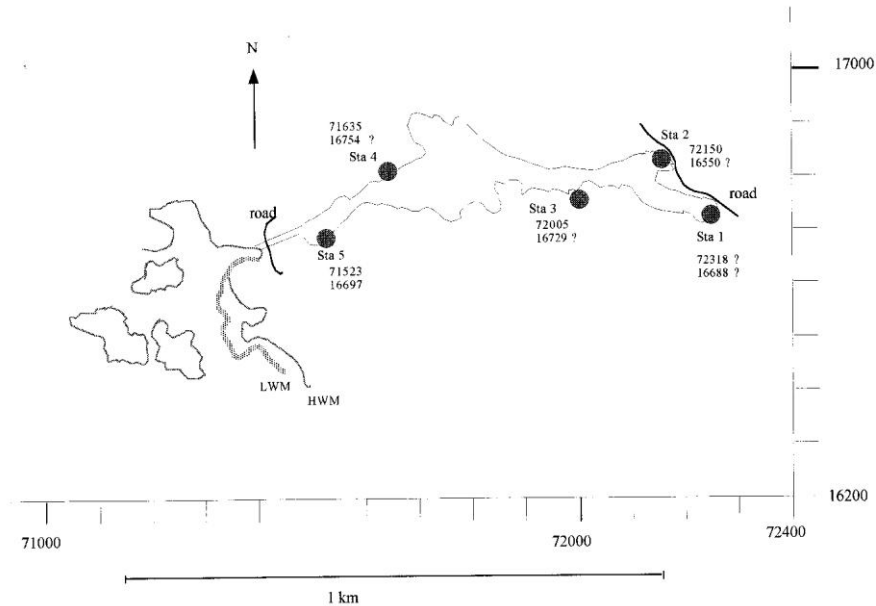 N
17000
71635
16754 ?
Sta 4
Sta 2
72150
16550 ?
road
road
Sta 3
72005
16729 ?
Sta 1
72318 ?
16688 ?
Sta 5
71523
16697
LWM
HWM
16200
71000
72000
72400
1 km